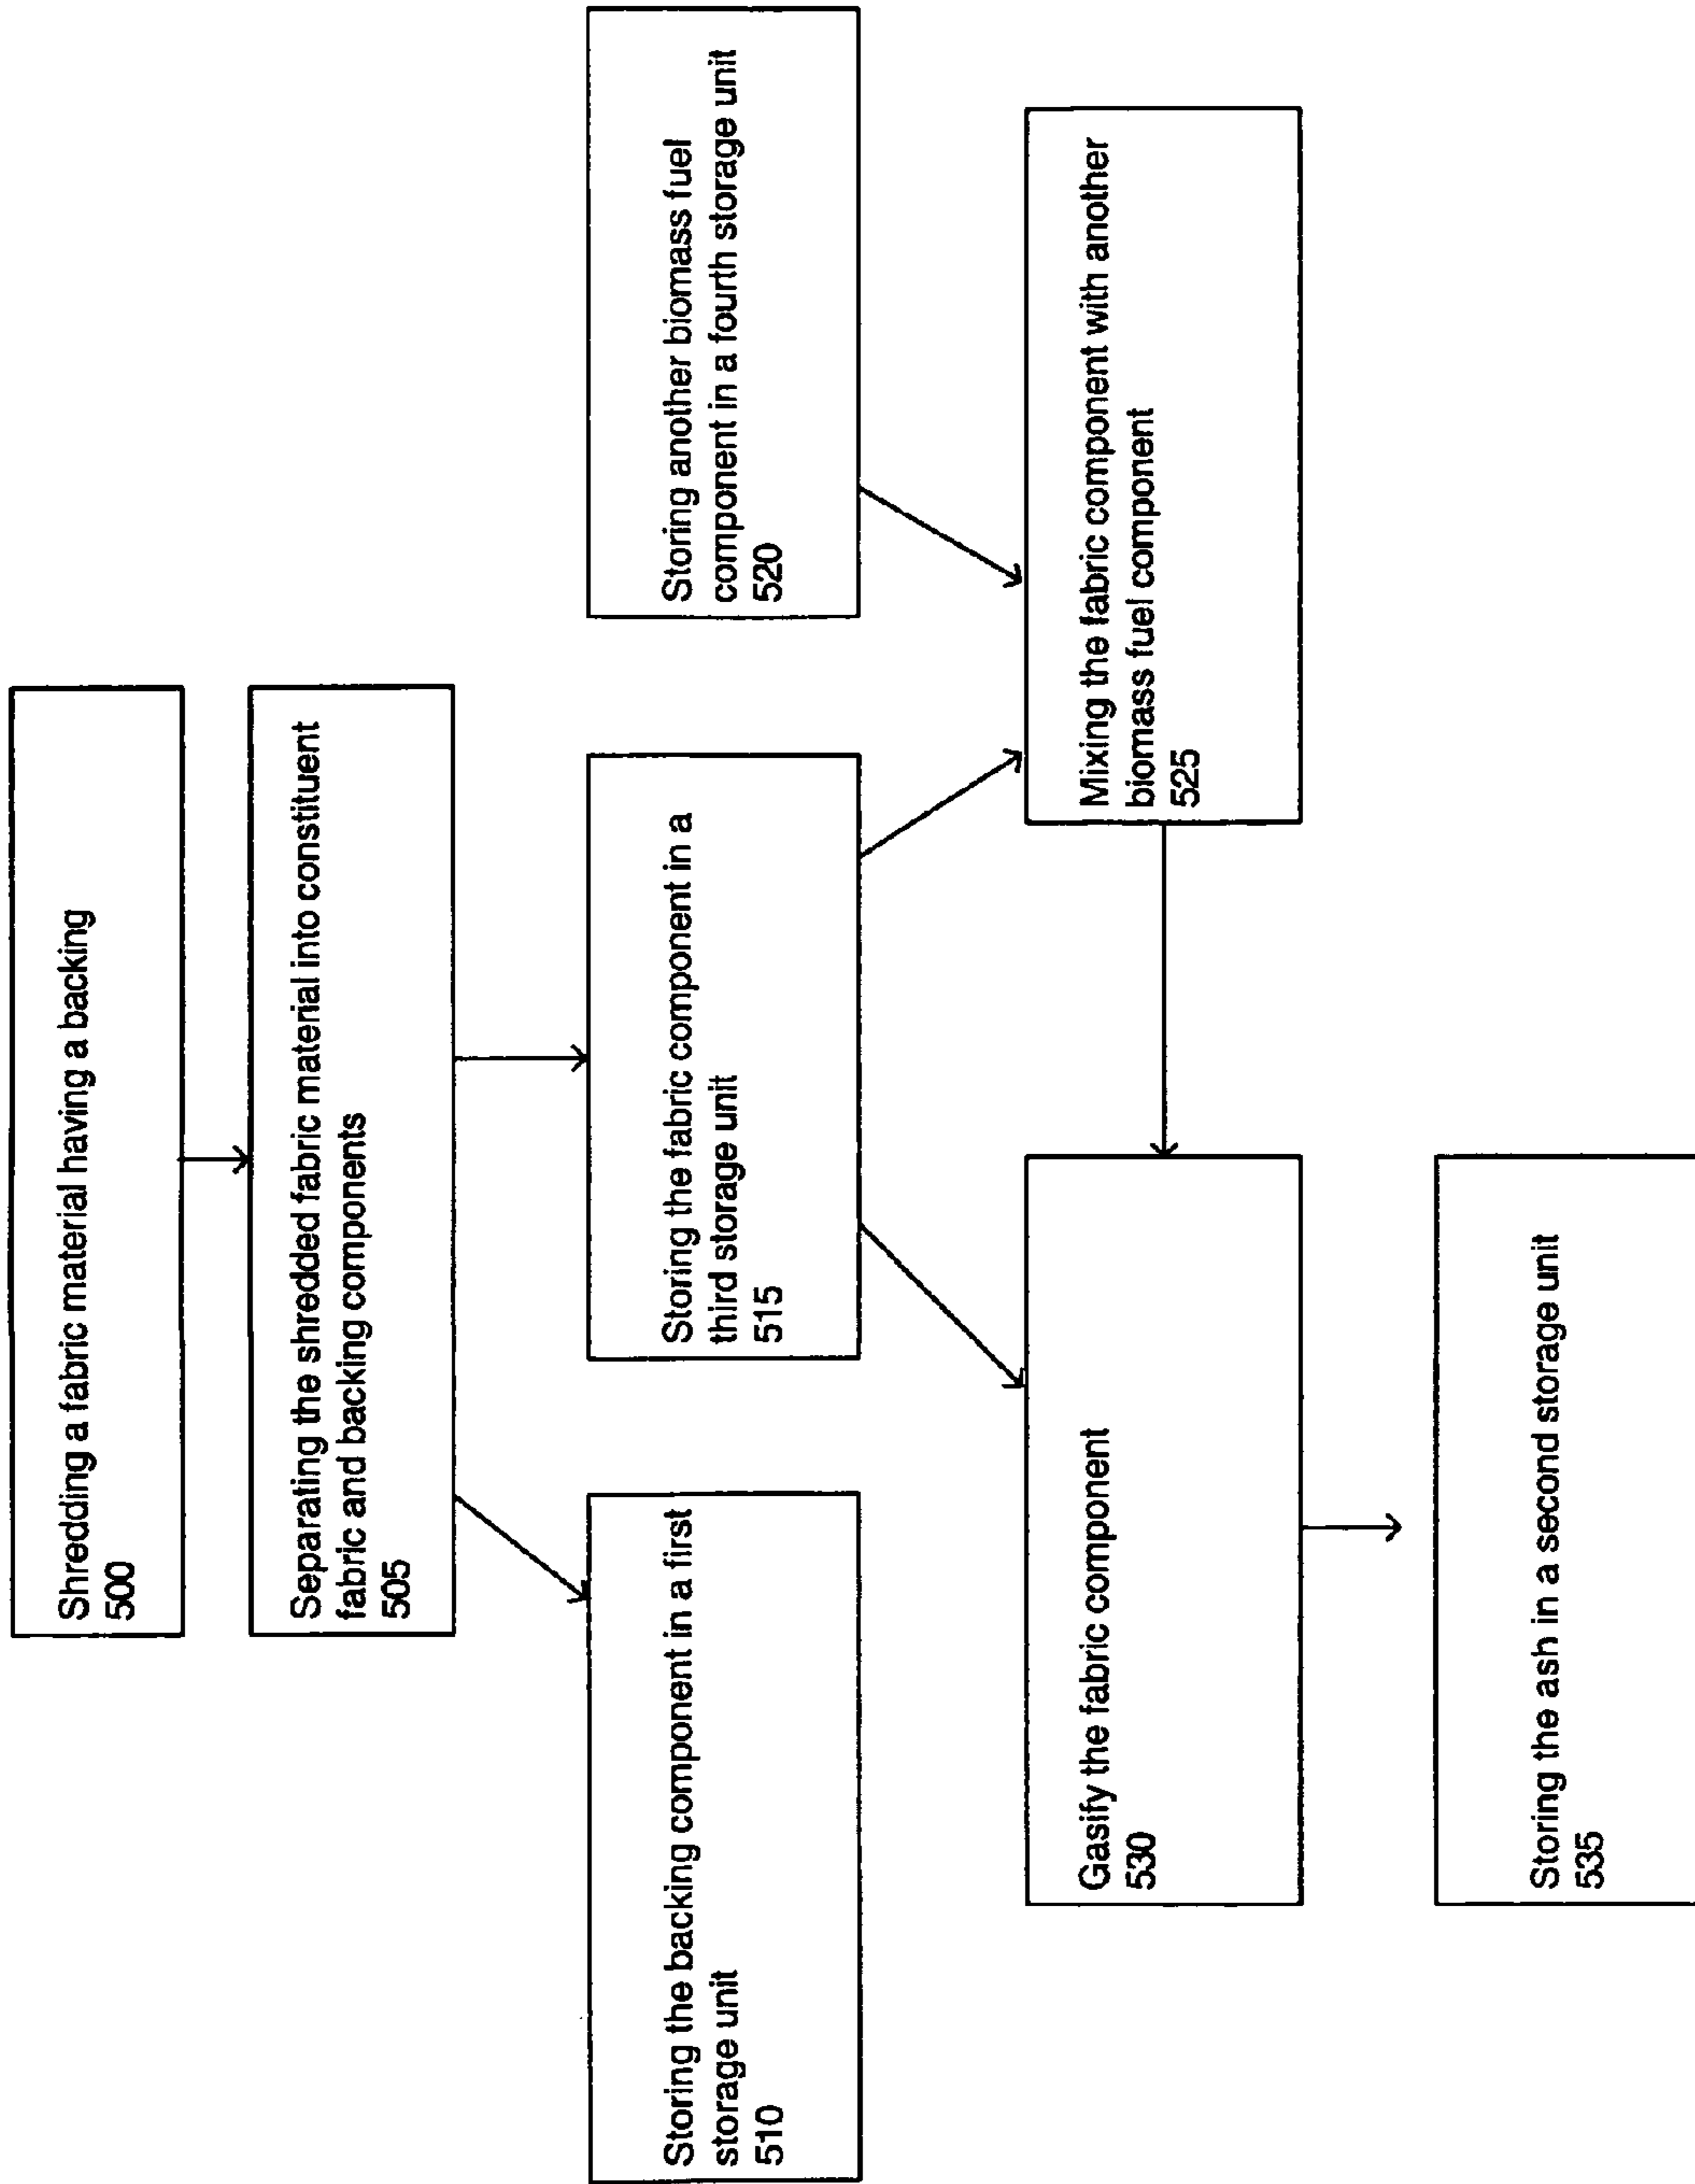 Shredding a fabric material having a backing
500
Separating the shredded fabric material into constituent
fabric and backing components
505
Storing the backing component in a first
storage unit
510
Storing the fabric component in a
third storage unit
515
Storing another biomass fuel
component in a fourth storage unit
520
Mixing the fabric component with another
biomass fuel component
525
Gasify the fabric component
530
Storing the ash in a second storage unit
535